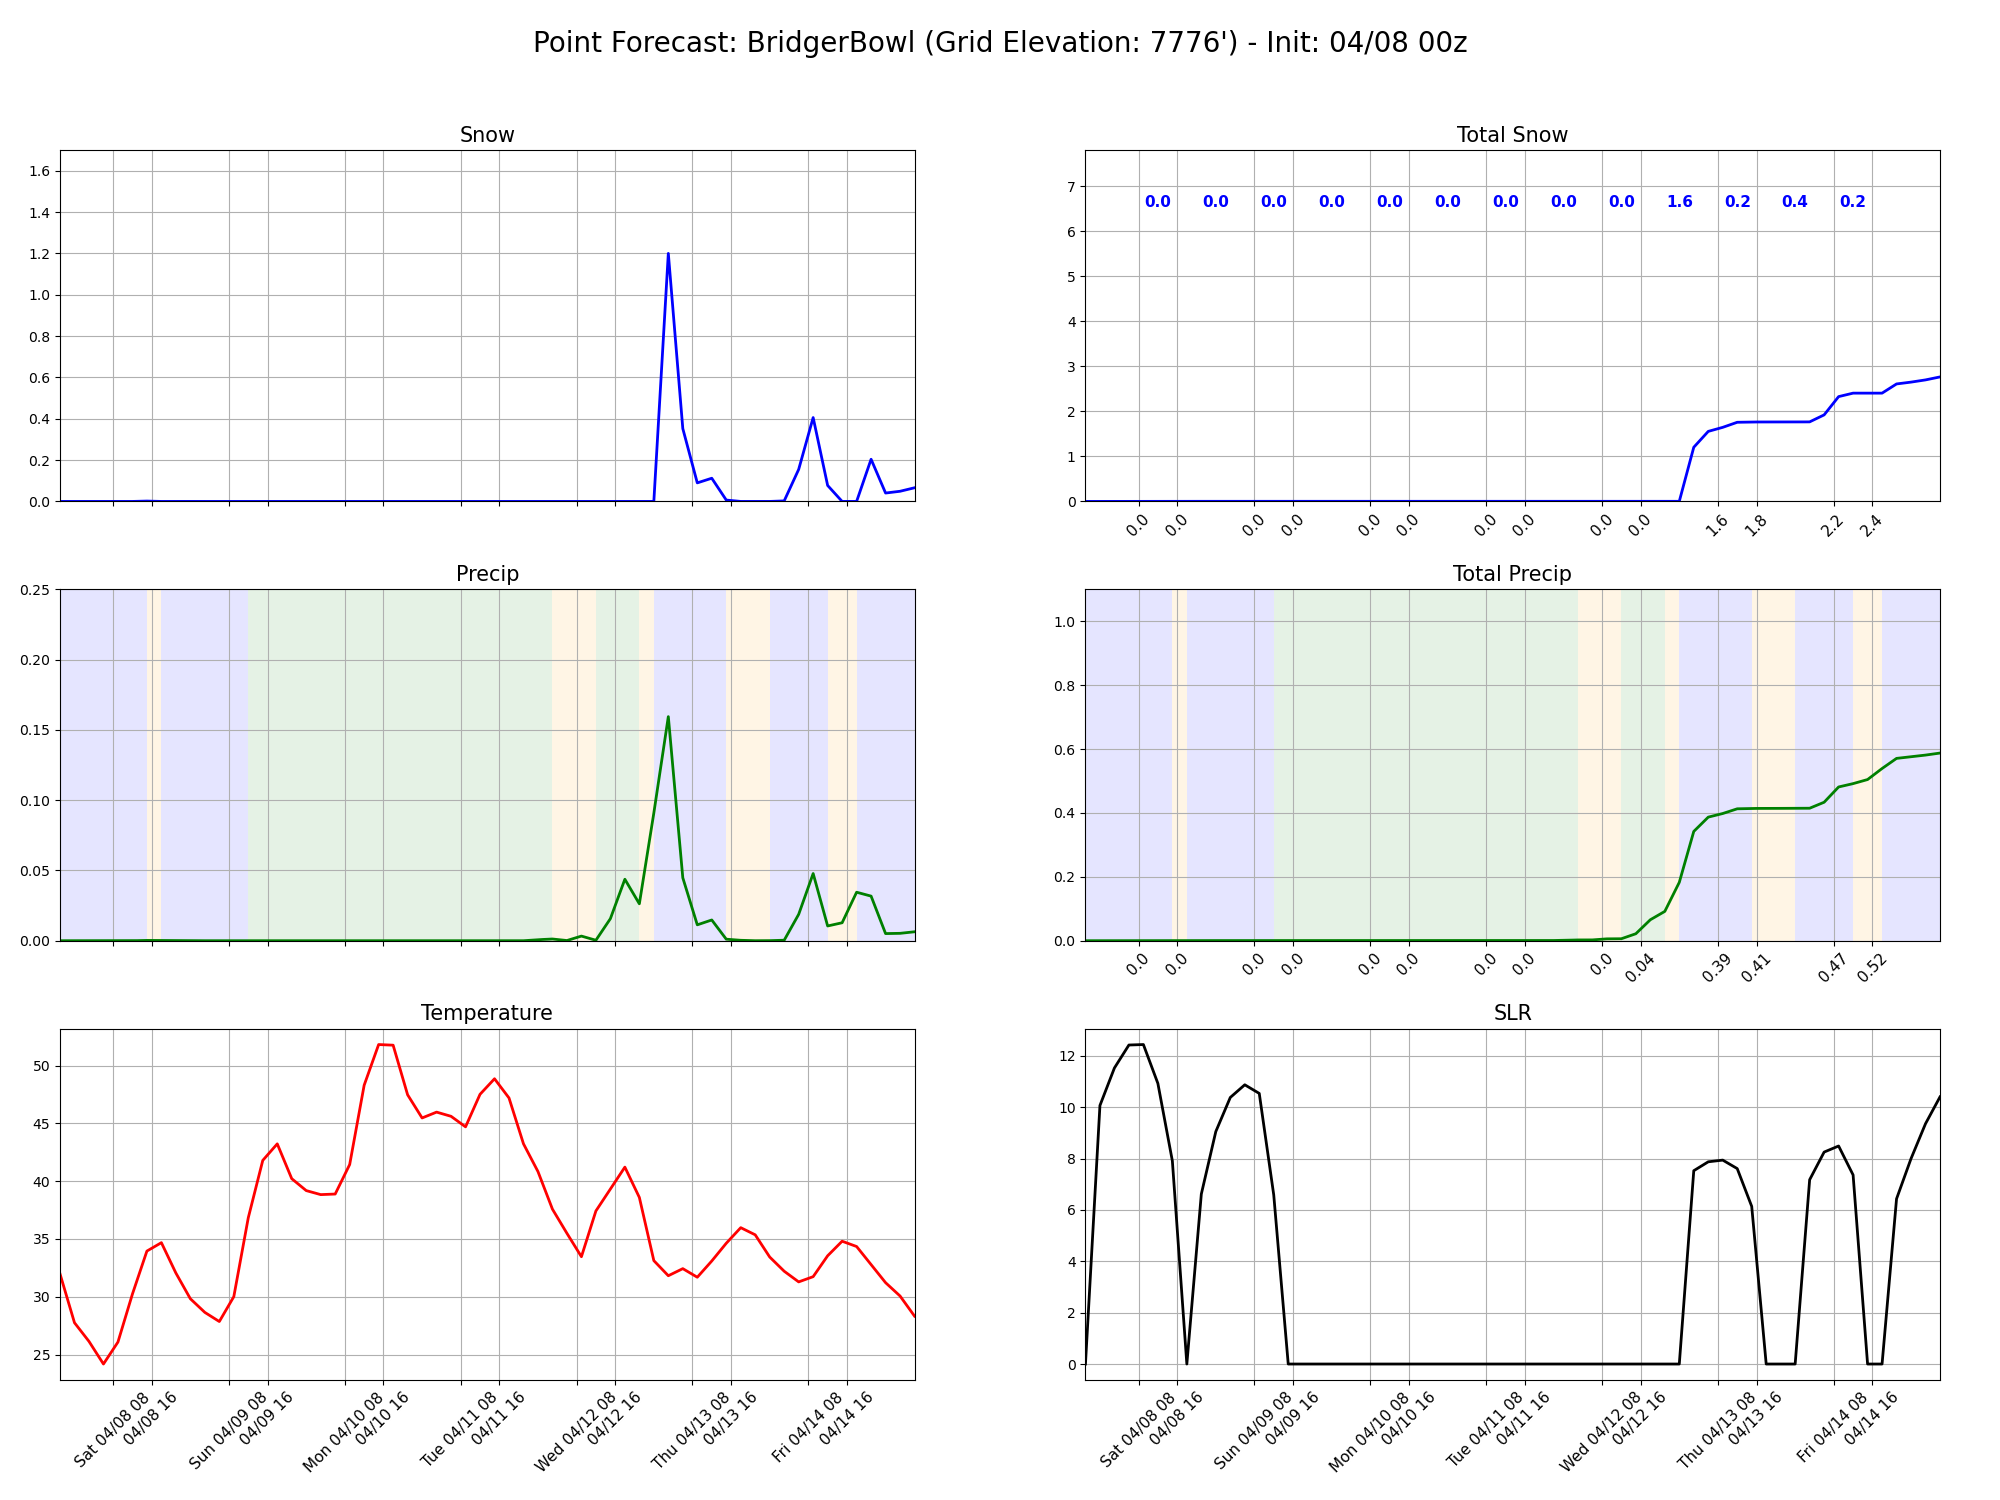 Point Forecast: BridgerBowl (Grid Elevation: 7776') - Init: 04/08 00z
Snow
1.6
1.4
1.2
1.0
0.8
0.6
0.4
0.2
0.0
Total Snow
7
6
5
4
3
2
1
0
0.0 0.0 0.0 0.0 0.0 0.0 0.0 0.0 0.0 1.6 0.2 0.4 0.2
0.0 0.0 0.0 0.0 0.0 0.0 0.0 0.0 0.0 0.0 1.6 1.8 2.2 2.4
Precip
0.25
0.20
0.15
0.10
0.05
0.00
Total Precip
1.0
0.8
0.6
0.4
0.2
0.0
0.0 0.0 0.0 0.0 0.0 0.0 0.0 0.0 0.0 0.04 0.39 0.41 0.47 0.52
Temperature
50
45
40
35
30
25
Sat 04/08 08
04/08 16
Sun 04/09 08
04/09 16
Mon 04/10 08
04/10 16
Tue 04/11 08
04/11 16
Wed 04/12 08
04/12 16
Thu 04/13 08
04/13 16
Fri 04/14 08
04/14 16
SLR
12
10
8
6
4
2
0
Sat 04/08 08
04/08 16
Sun 04/09 08
04/09 16
Mon 04/10 08
04/10 16
Tue 04/11 08
04/11 16
Wed 04/12 08
04/12 16
Thu 04/13 08
04/13 16
Fri 04/14 08
04/14 16